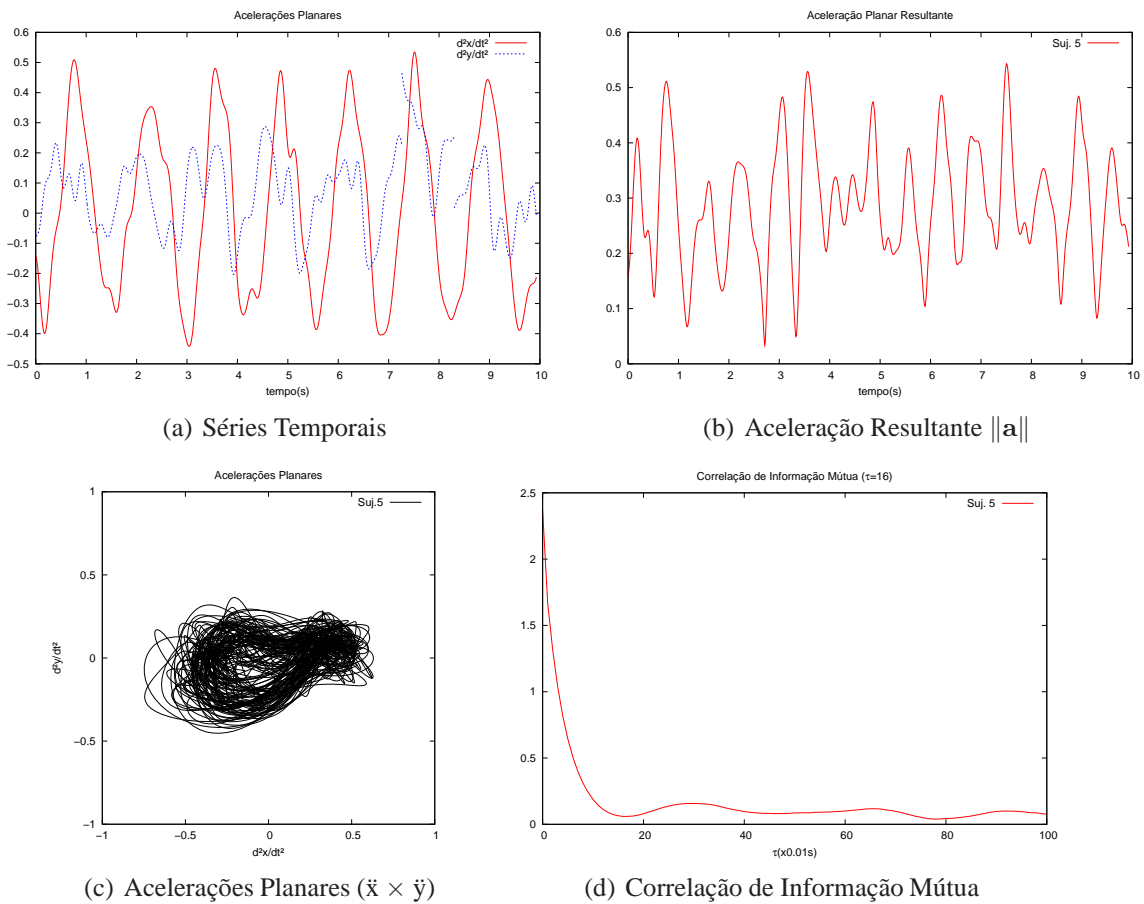 Acelerações Planares
d²x/dt²
d²y/dt²
0.6
0.5
0.4
0.3
0.2
0.1
0
−0.1
−0.2
−0.3
−0.4
−0.5
0 1 2 3 4 5 6 7 8 9 10
tempo(s)
(a) Séries Temporais
Aceleração Planar Resultante
Suj. 5
0.6
0.5
0.4
0.3
0.2
0.1
0
0 1 2 3 4 5 6 7 8 9 10
tempo(s)
(b) Aceleração Resultante ‖a‖
Acelerações Planares
Suj.5
1
0.5
0
−0.5
−1
d²y/dt²
−1 −0.5 0 0.5 1
d²x/dt²
(c) Acelerações Planares (ẍ × ÿ)
Correlação de Informação Mútua (τ=16)
Suj. 5
2.5
2
1.5
1
0.5
0
0 20 40 60 80 100
τ(x0.01s)
(d) Correlação de Informação Mútua